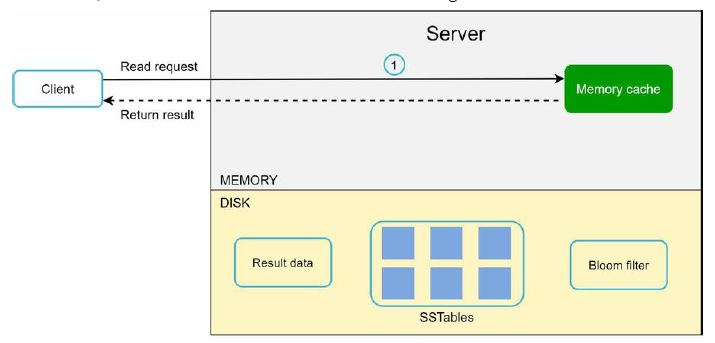 Server
Read request
1
Client
Memory cache
Return result
MEMORY
DISK
Result data
Bloom filter
SSTables